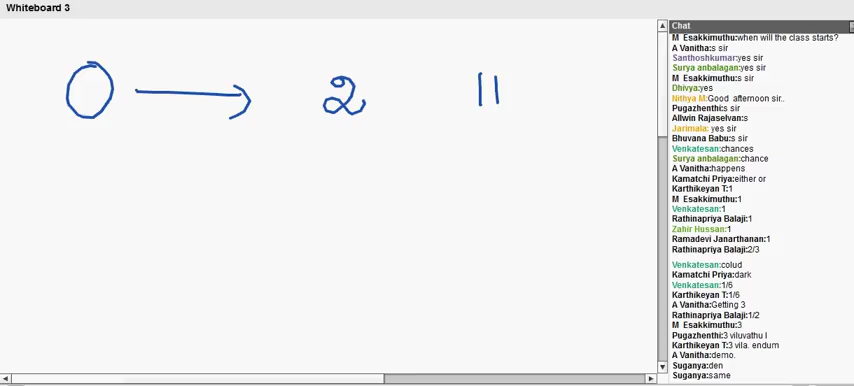 Whiteboard 3
0 → 2 11
Chat
M Esakkimuthu:when will the class starts?
A Vanitha:s sir
Santhoshkumar:yes sir
Surya anbalagan:yes sir
M Esakkimuthu:s sir
Dhivya:yes
Nithya M:Good afternoon sir..
Pugazhenthi:s sir
Allwin Rajaselvan:s
Jarimala: yes sir
Bhuvana Babu:s sir
Venkatesan:chances
Surya anbalagan:chance
A Vanitha:happens
Kamatchi Priya:either or
Karthikeyan T:1
M Esakkimuthu:1
Venkatesan:1
Rathinapriya Balaji:1
Zahir Hussan:1
Ramadevi Janarthanan:1
Rathinapriya Balaji:2/3
Venkatesan:colud
Kamatchi Priya:dark
Venkatesan:1/6
Karthikeyan T:1/6
A Vanitha:Getting 3
Rathinapriya Balaji:1/2
M Esakkimuthu:3
Pugazhenthi:3 viluvathu l
Karthikeyan T:3 vila. endum
A Vanitha:demo.
Suganya:den
Suganya:same